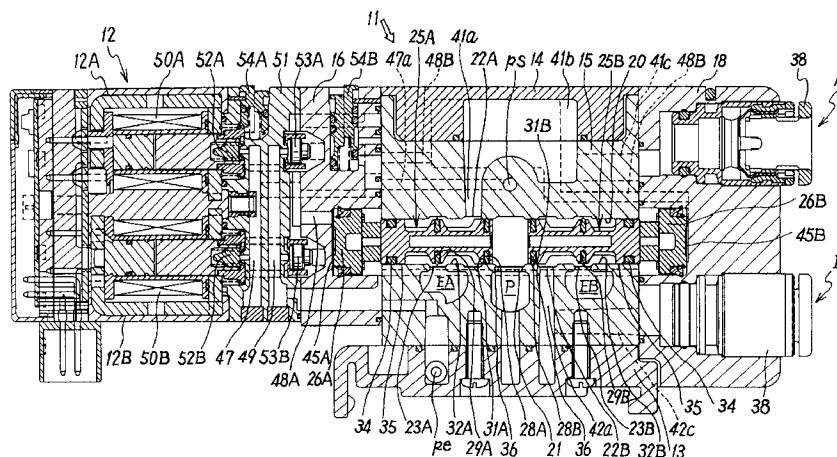 11
12
12A 50A 52A 54A 51 53A 16 54B 25A 41a 47a 48B 22A ps 14 41b 15 25B 20 41c 48B 18 38
31B
26B
45B
EA P EB
12B 50B 52B 47 49 53B 51 45A 48A 26A
34 35 23A pe 32A 29A 31A 36 28A 21 28B 36 42a 23B 22B 29B 32B 13 42c 35 34 38